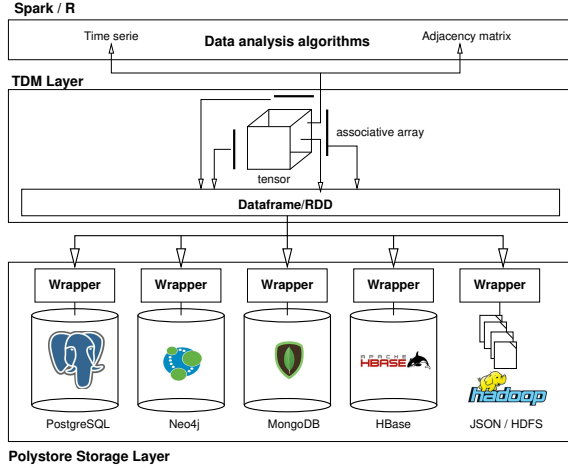 Spark / R
Time serie
Data analysis algorithms
Adjacency matrix
TDM Layer
associative array
tensor
Dataframe/RDD
Wrapper
Wrapper
Wrapper
Wrapper
Wrapper
APACHE
HBASE
hadoop
PostgreSQL
Neo4j
MongoDB
HBase
JSON / HDFS
Polystore Storage Layer